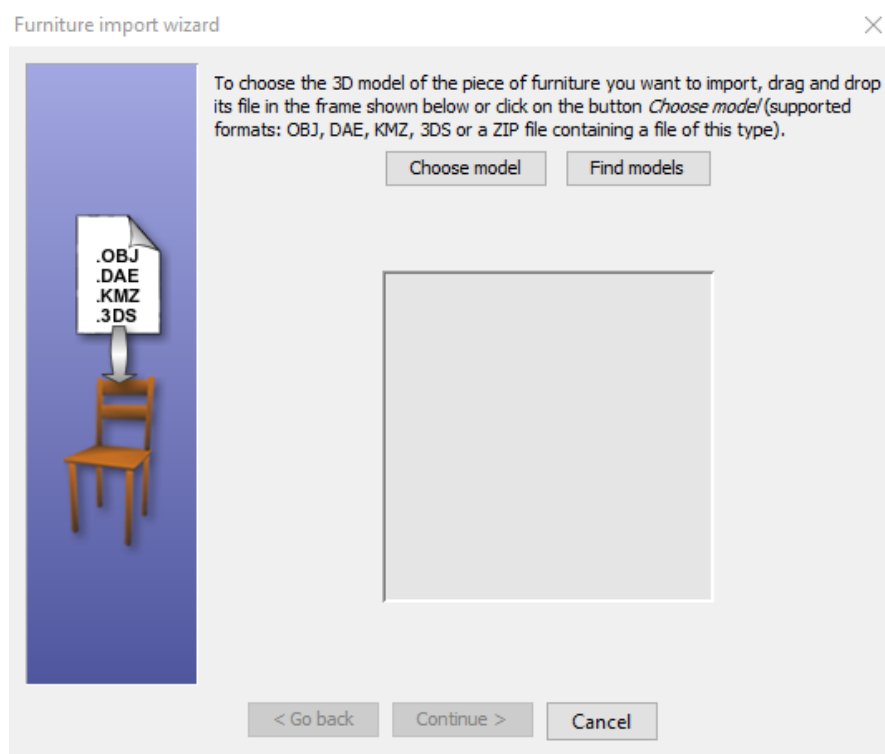 Furniture import wizard
To choose the 3D model of the piece of furniture you want to import, drag and drop
its file in the frame shown below or click on the button Choose model (supported
formats: OBJ, DAE, KMZ, 3DS or a ZIP file containing a file of this type).
Choose model Find models
.OBJ
.DAE
.KMZ
.3DS
< Go back Continue > Cancel